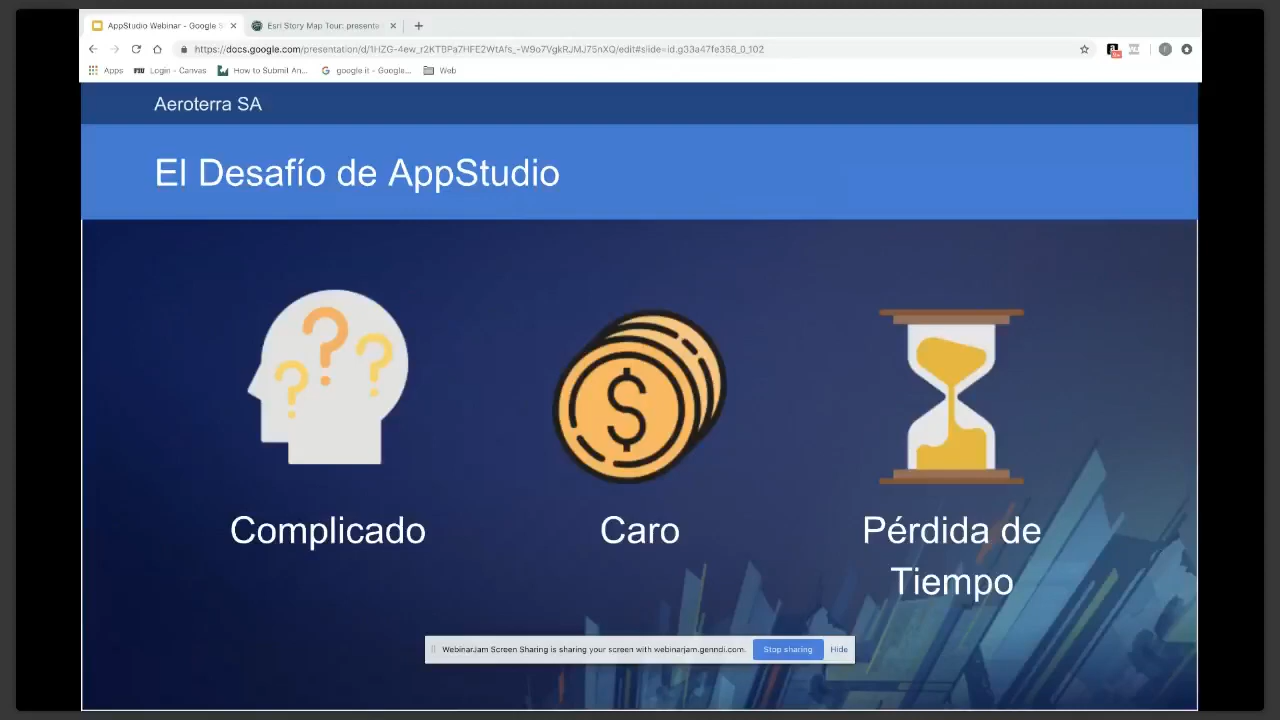 AppStudio Webinar - Google S
Esri Story Map Tour: presente
https://docs.google.com/presentation/d/1HZG-4ew_r2KTBPa7HFE2WtAfs_-W9o7VgkRJMJ75nXQ/edit#slide=id.g33a47fe358_0_102
Apps
FIU
Login - Canvas
How to Submit An...
google it - Google...
Web
Aeroterra SA
El Desafío de AppStudio
Complicado
Caro
Pérdida de
Tiempo
WebinarJam Screen Sharing is sharing your screen with webinarjam.genndi.com.
Stop sharing
Hide